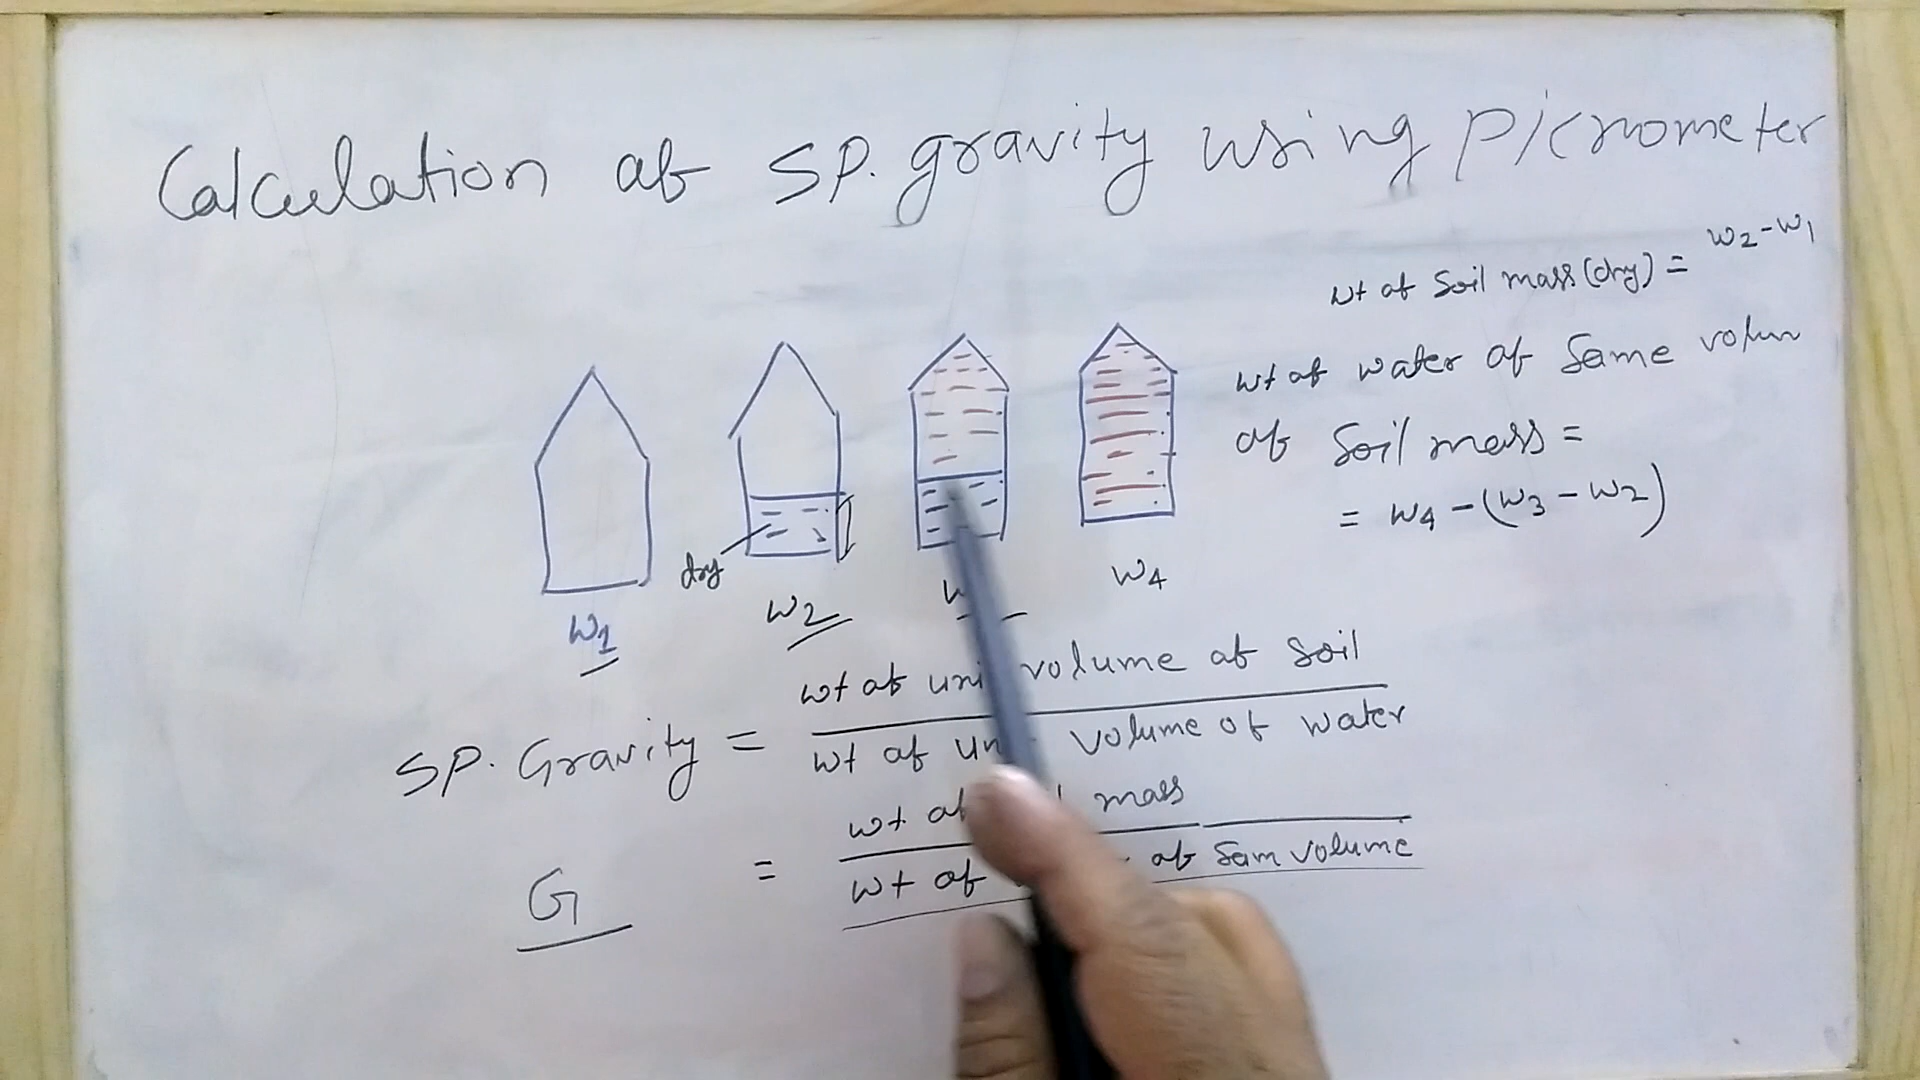 Calculation of SP. gravity using Picnometer
w2-w1
wt of Soil mass (dry) =
wt of water of Same volum
of Soil mass =
= w4 - (w3 - w2)
dry
w1
w2
w4
wt of uni volume of Soil
SP. Gravity =
wt of un volume of water
wt of mass
=
wt of of Sam volume
G